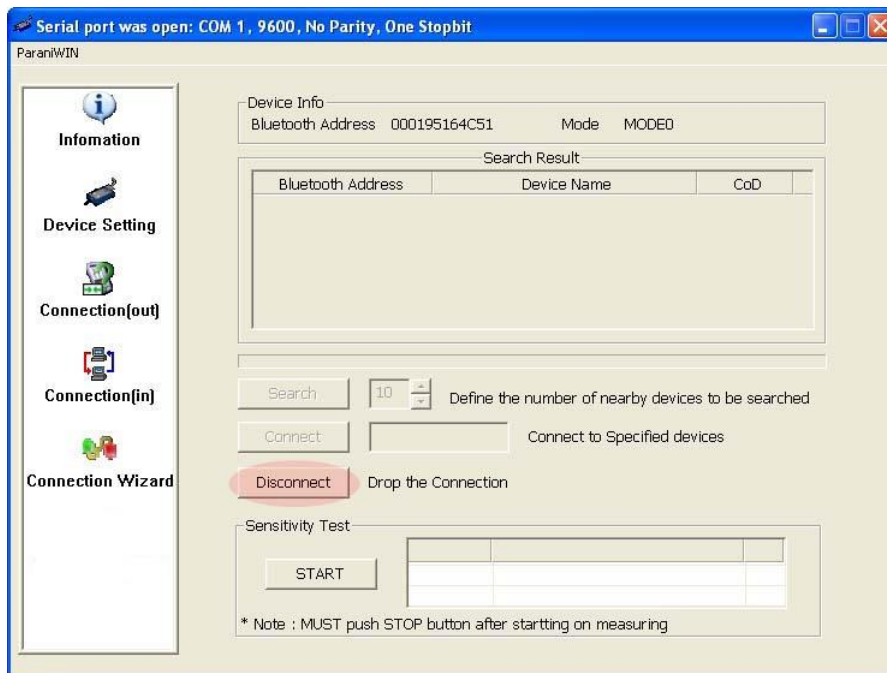 Serial port was open: COM 1, 9600, No Parity, One Stopbit
ParaniWIN
Infomation
Device Setting
Connection(out)
Connection(in)
Connection Wizard
Device Info
Bluetooth Address 000195164C51 Mode MODE0
Search Result
Bluetooth Address Device Name CoD
Search 10 Define the number of nearby devices to be searched
Connect Connect to Specified devices
Disconnect Drop the Connection
Sensitivity Test
START
* Note : MUST push STOP button after startting on measuring